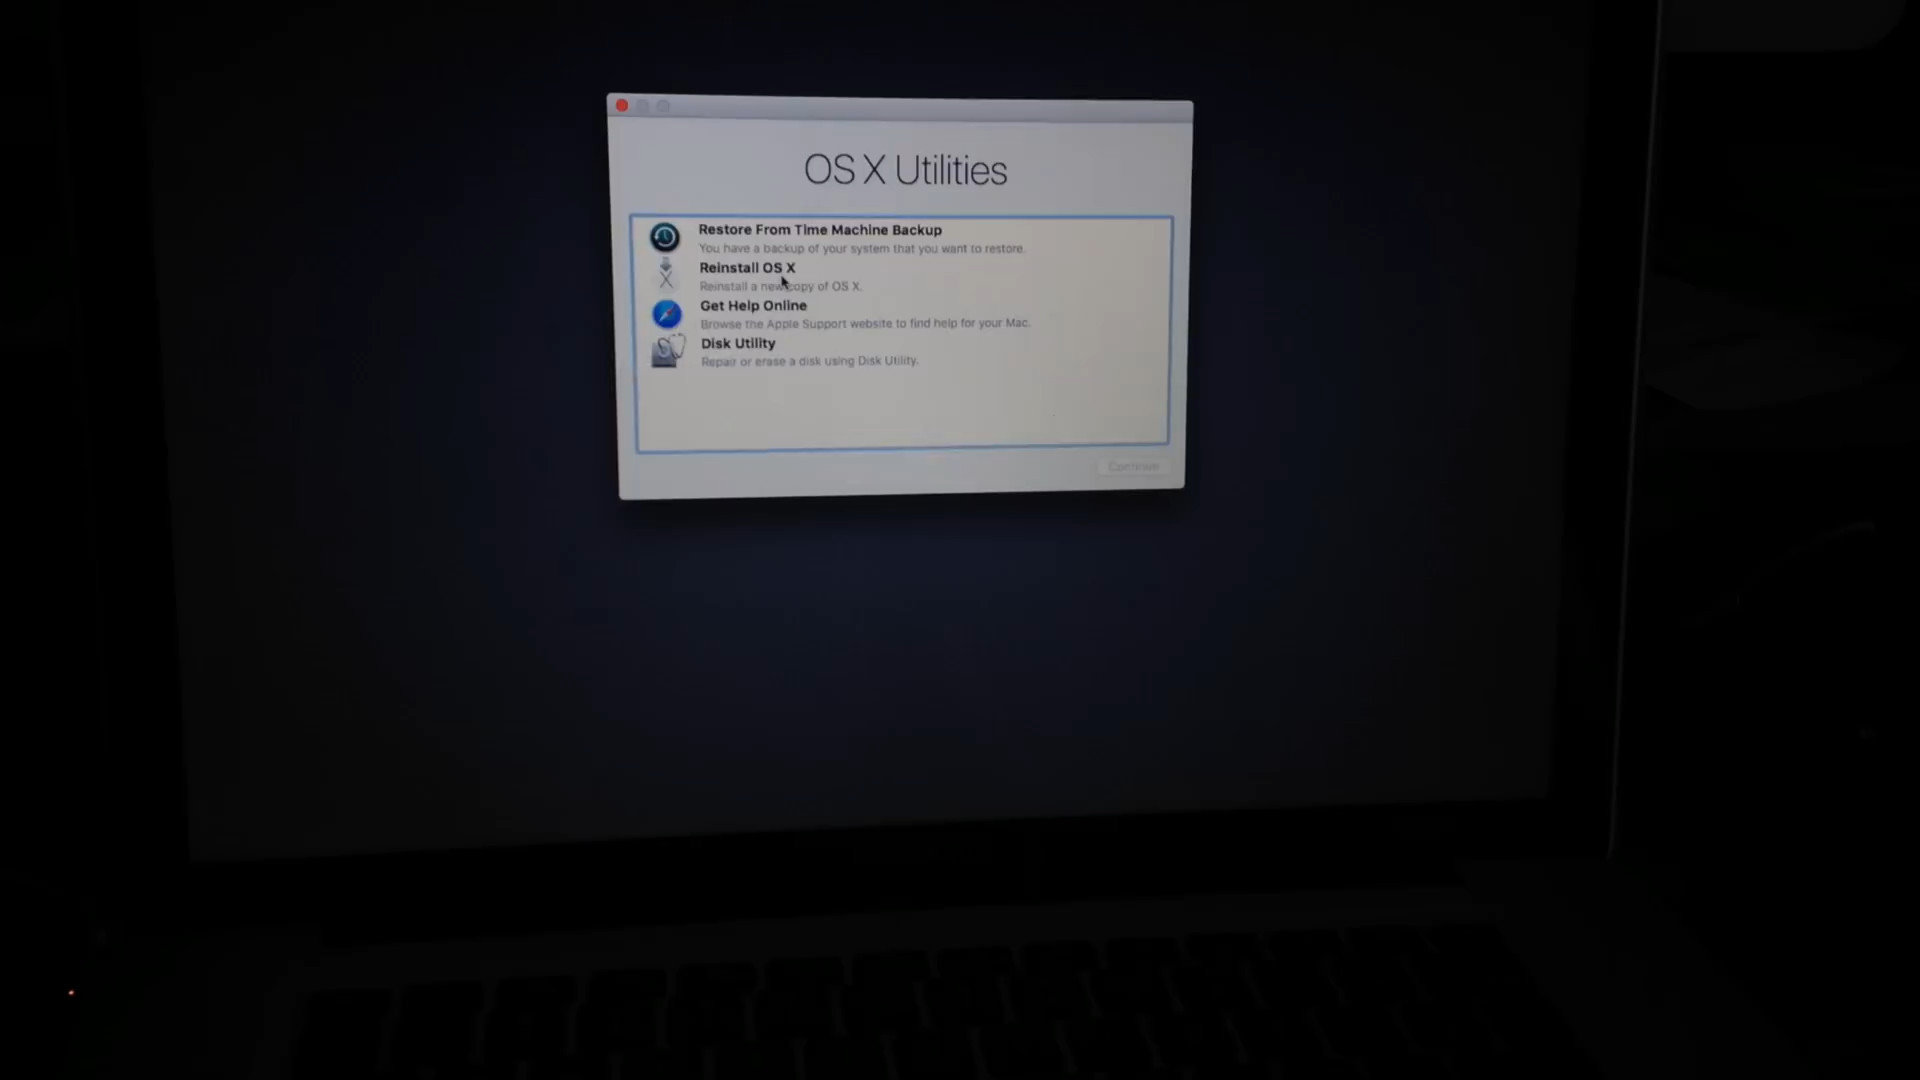 OS X Utilities
Restore From Time Machine Backup
You have a backup of your system that you want to restore.
Reinstall OS X
Reinstall a new copy of OS X.
Get Help Online
Browse the Apple Support website to find help for your Mac.
Disk Utility
Repair or erase a disk using Disk Utility.
Continue